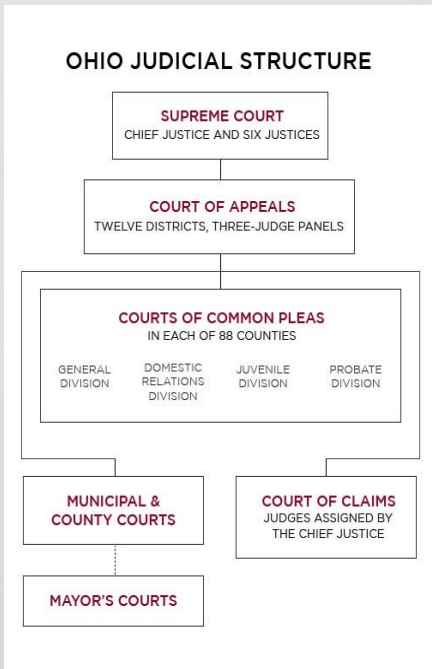 OHIO JUDICIAL STRUCTURE
SUPREME COURT
CHIEF JUSTICE AND SIX JUSTICES
COURT OF APPEALS
TWELVE DISTRICTS, THREE-JUDGE PANELS
COURTS OF COMMON PLEAS
IN EACH OF 88 COUNTIES
GENERAL
DIVISION
DOMESTIC
RELATIONS
DIVISION
JUVENILE
DIVISION
PROBATE
DIVISION
MUNICIPAL &
COUNTY COURTS
COURT OF CLAIMS
JUDGES ASSIGNED BY
THE CHIEF JUSTICE
MAYOR'S COURTS